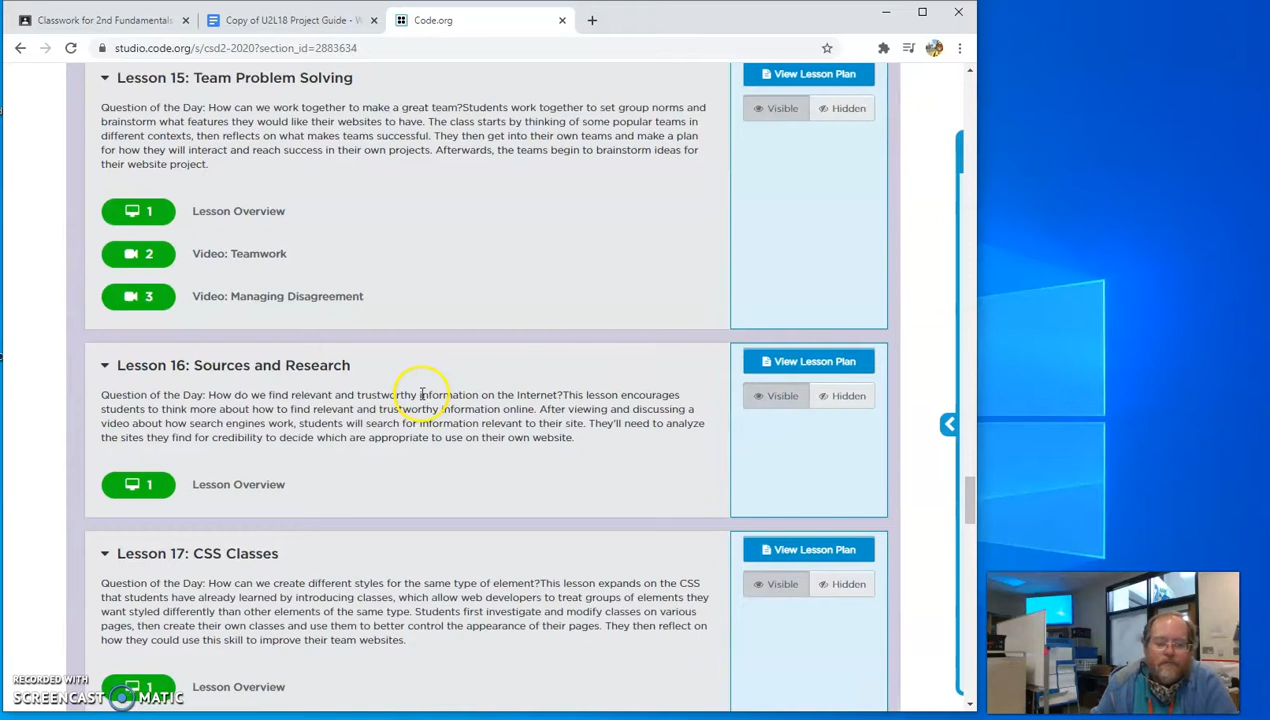 Classwork for 2nd Fundamentals
Copy of U2L18 Project Guide - W
Code.org
studio.code.org/s/csd2-2020?section_id=2883634
Lesson 15: Team Problem Solving
View Lesson Plan
Visible
Hidden
Question of the Day: How can we work together to make a great team?Students work together to set group norms and
brainstorm what features they would like their websites to have. The class starts by thinking of some popular teams in
different contexts, then reflects on what makes teams successful. They then get into their own teams and make a plan
for how they will interact and reach success in their own projects. Afterwards, the teams begin to brainstorm ideas for
their website project.
1 Lesson Overview
2 Video: Teamwork
3 Video: Managing Disagreement
Lesson 16: Sources and Research
View Lesson Plan
Visible
Hidden
Question of the Day: How do we find relevant and trustworthy information on the Internet?This lesson encourages
students to think more about how to find relevant and trustworthy information online. After viewing and discussing a
video about how search engines work, students will search for information relevant to their site. They'll need to analyze
the sites they find for credibility to decide which are appropriate to use on their own website.
1 Lesson Overview
Lesson 17: CSS Classes
View Lesson Plan
Visible
Hidden
Question of the Day: How can we create different styles for the same type of element?This lesson expands on the CSS
that students have already learned by introducing classes, which allow web developers to treat groups of elements they
want styled differently than other elements of the same type. Students first investigate and modify classes on various
pages, then create their own classes and use them to better control the appearance of their pages. They then reflect on
how they could use this skill to improve their team websites.
1 Lesson Overview
RECORDED WITH
SCREENCAST MATIC